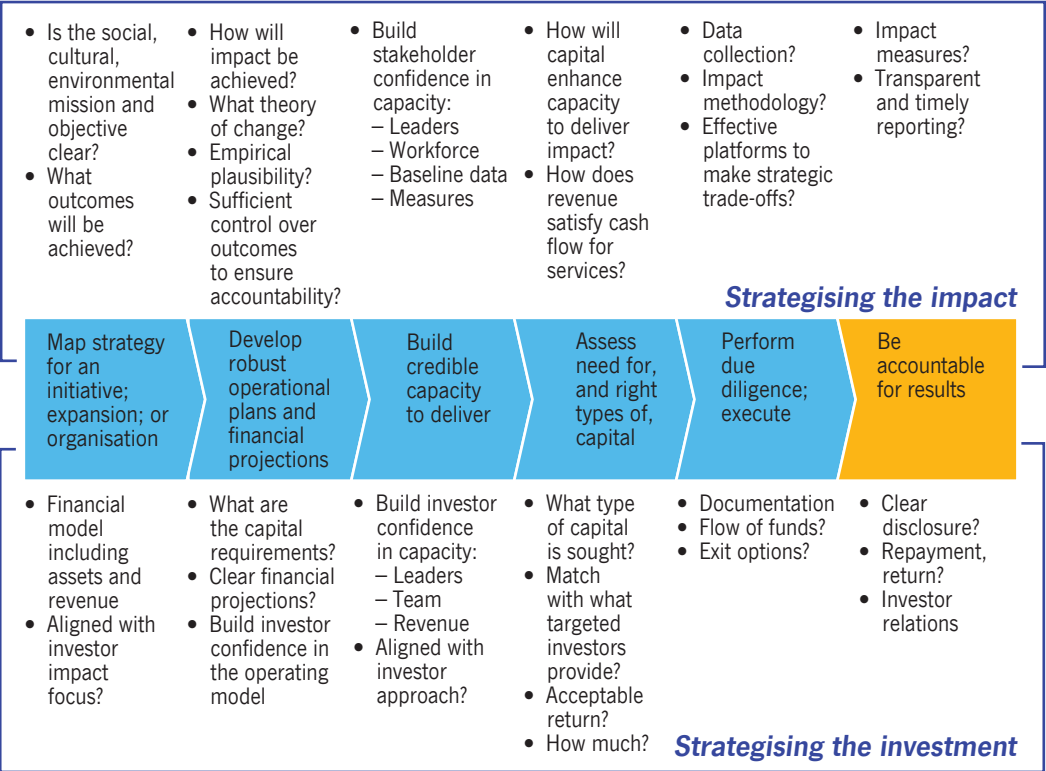 • Is the social,
cultural,
environmental
mission and
objective
clear?
• What
outcomes
will be
achieved?
• How will
impact be
achieved?
• What theory
of change?
• Empirical
plausibility?
• Sufficient
control over
outcomes
to ensure
accountability?
• Build
stakeholder
confidence in
capacity:
– Leaders
– Workforce
– Baseline data
– Measures
• How will
capital
enhance
capacity
to deliver
impact?
• How does
revenue
satisfy cash
flow for
services?
• Data
collection?
• Impact
methodology?
• Effective
platforms to
make strategic
trade-offs?
• Impact
measures?
• Transparent
and timely
reporting?
Strategising the impact
Map strategy
for an
initiative;
expansion; or
organisation
Develop
robust
operational
plans and
financial
projections
Build
credible
capacity
to deliver
Assess
need for,
and right
types of,
capital
Perform
due
diligence;
execute
Be
accountable
for results
• Financial
model
including
assets and
revenue
• Aligned with
investor
impact
focus?
• What are
the capital
requirements?
• Clear financial
projections?
• Build investor
confidence in
the operating
model
• Build investor
confidence
in capacity:
– Leaders
– Team
– Revenue
• Aligned with
investor
approach?
• What type
of capital
is sought?
• Match
with what
targeted
investors
provide?
• Acceptable
return?
• How much?
• Documentation
• Flow of funds?
• Exit options?
• Clear
disclosure?
• Repayment,
return?
• Investor
relations
Strategising the investment